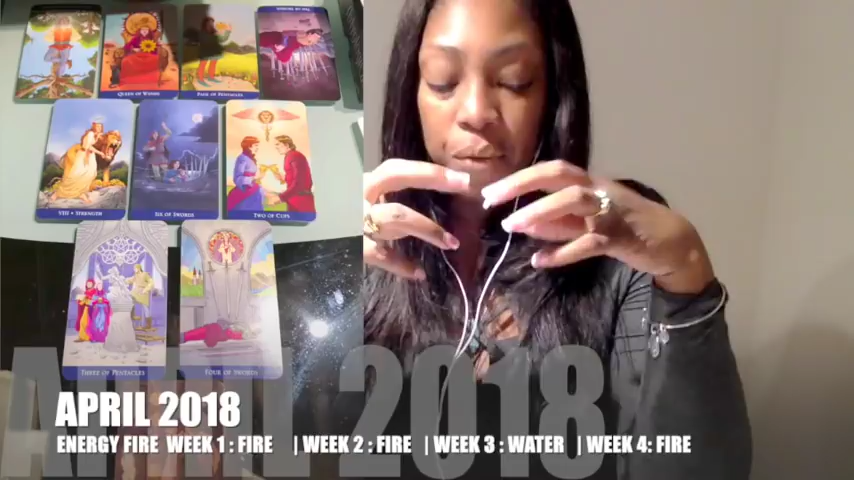 QUEEN OF WANDS
PAGE OF PENTACLES
VIII • STRENGTH
SIX OF SWORDS
TWO OF CUPS
THREE OF PENTACLES
FOUR OF SWORDS
APRIL 2018
APRIL 2018
ENERGY FIRE WEEK 1 : FIRE | WEEK 2 : FIRE | WEEK 3 : WATER | WEEK 4: FIRE